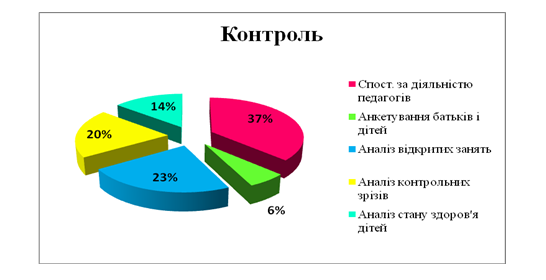 Контроль
14%
37%
20%
23%
6%
Спост. за діяльністю
педагогів
Анкетування батьків і
дітей
Аналіз відкритих занять
Аналіз контрольних
зрізів
Аналіз стану здоров'я
дітей